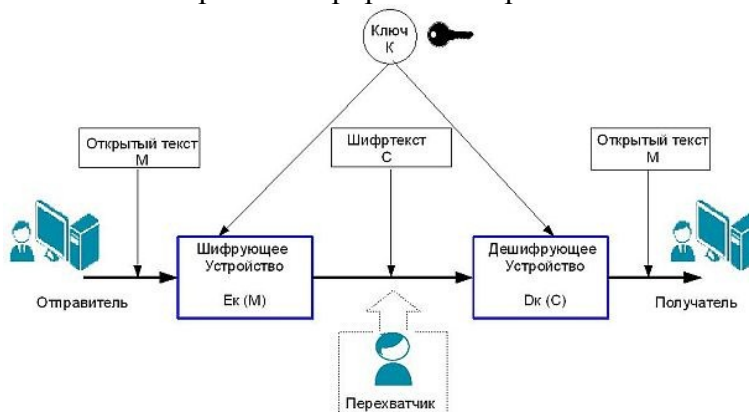 Ключ
К
Открытый текст
М
Шифртекст
С
Открытый текст
М
Шифрующее
Устройство
Ек (М)
Дешифрующее
Устройство
Dк (С)
Отправитель
Получатель
Перехватчик